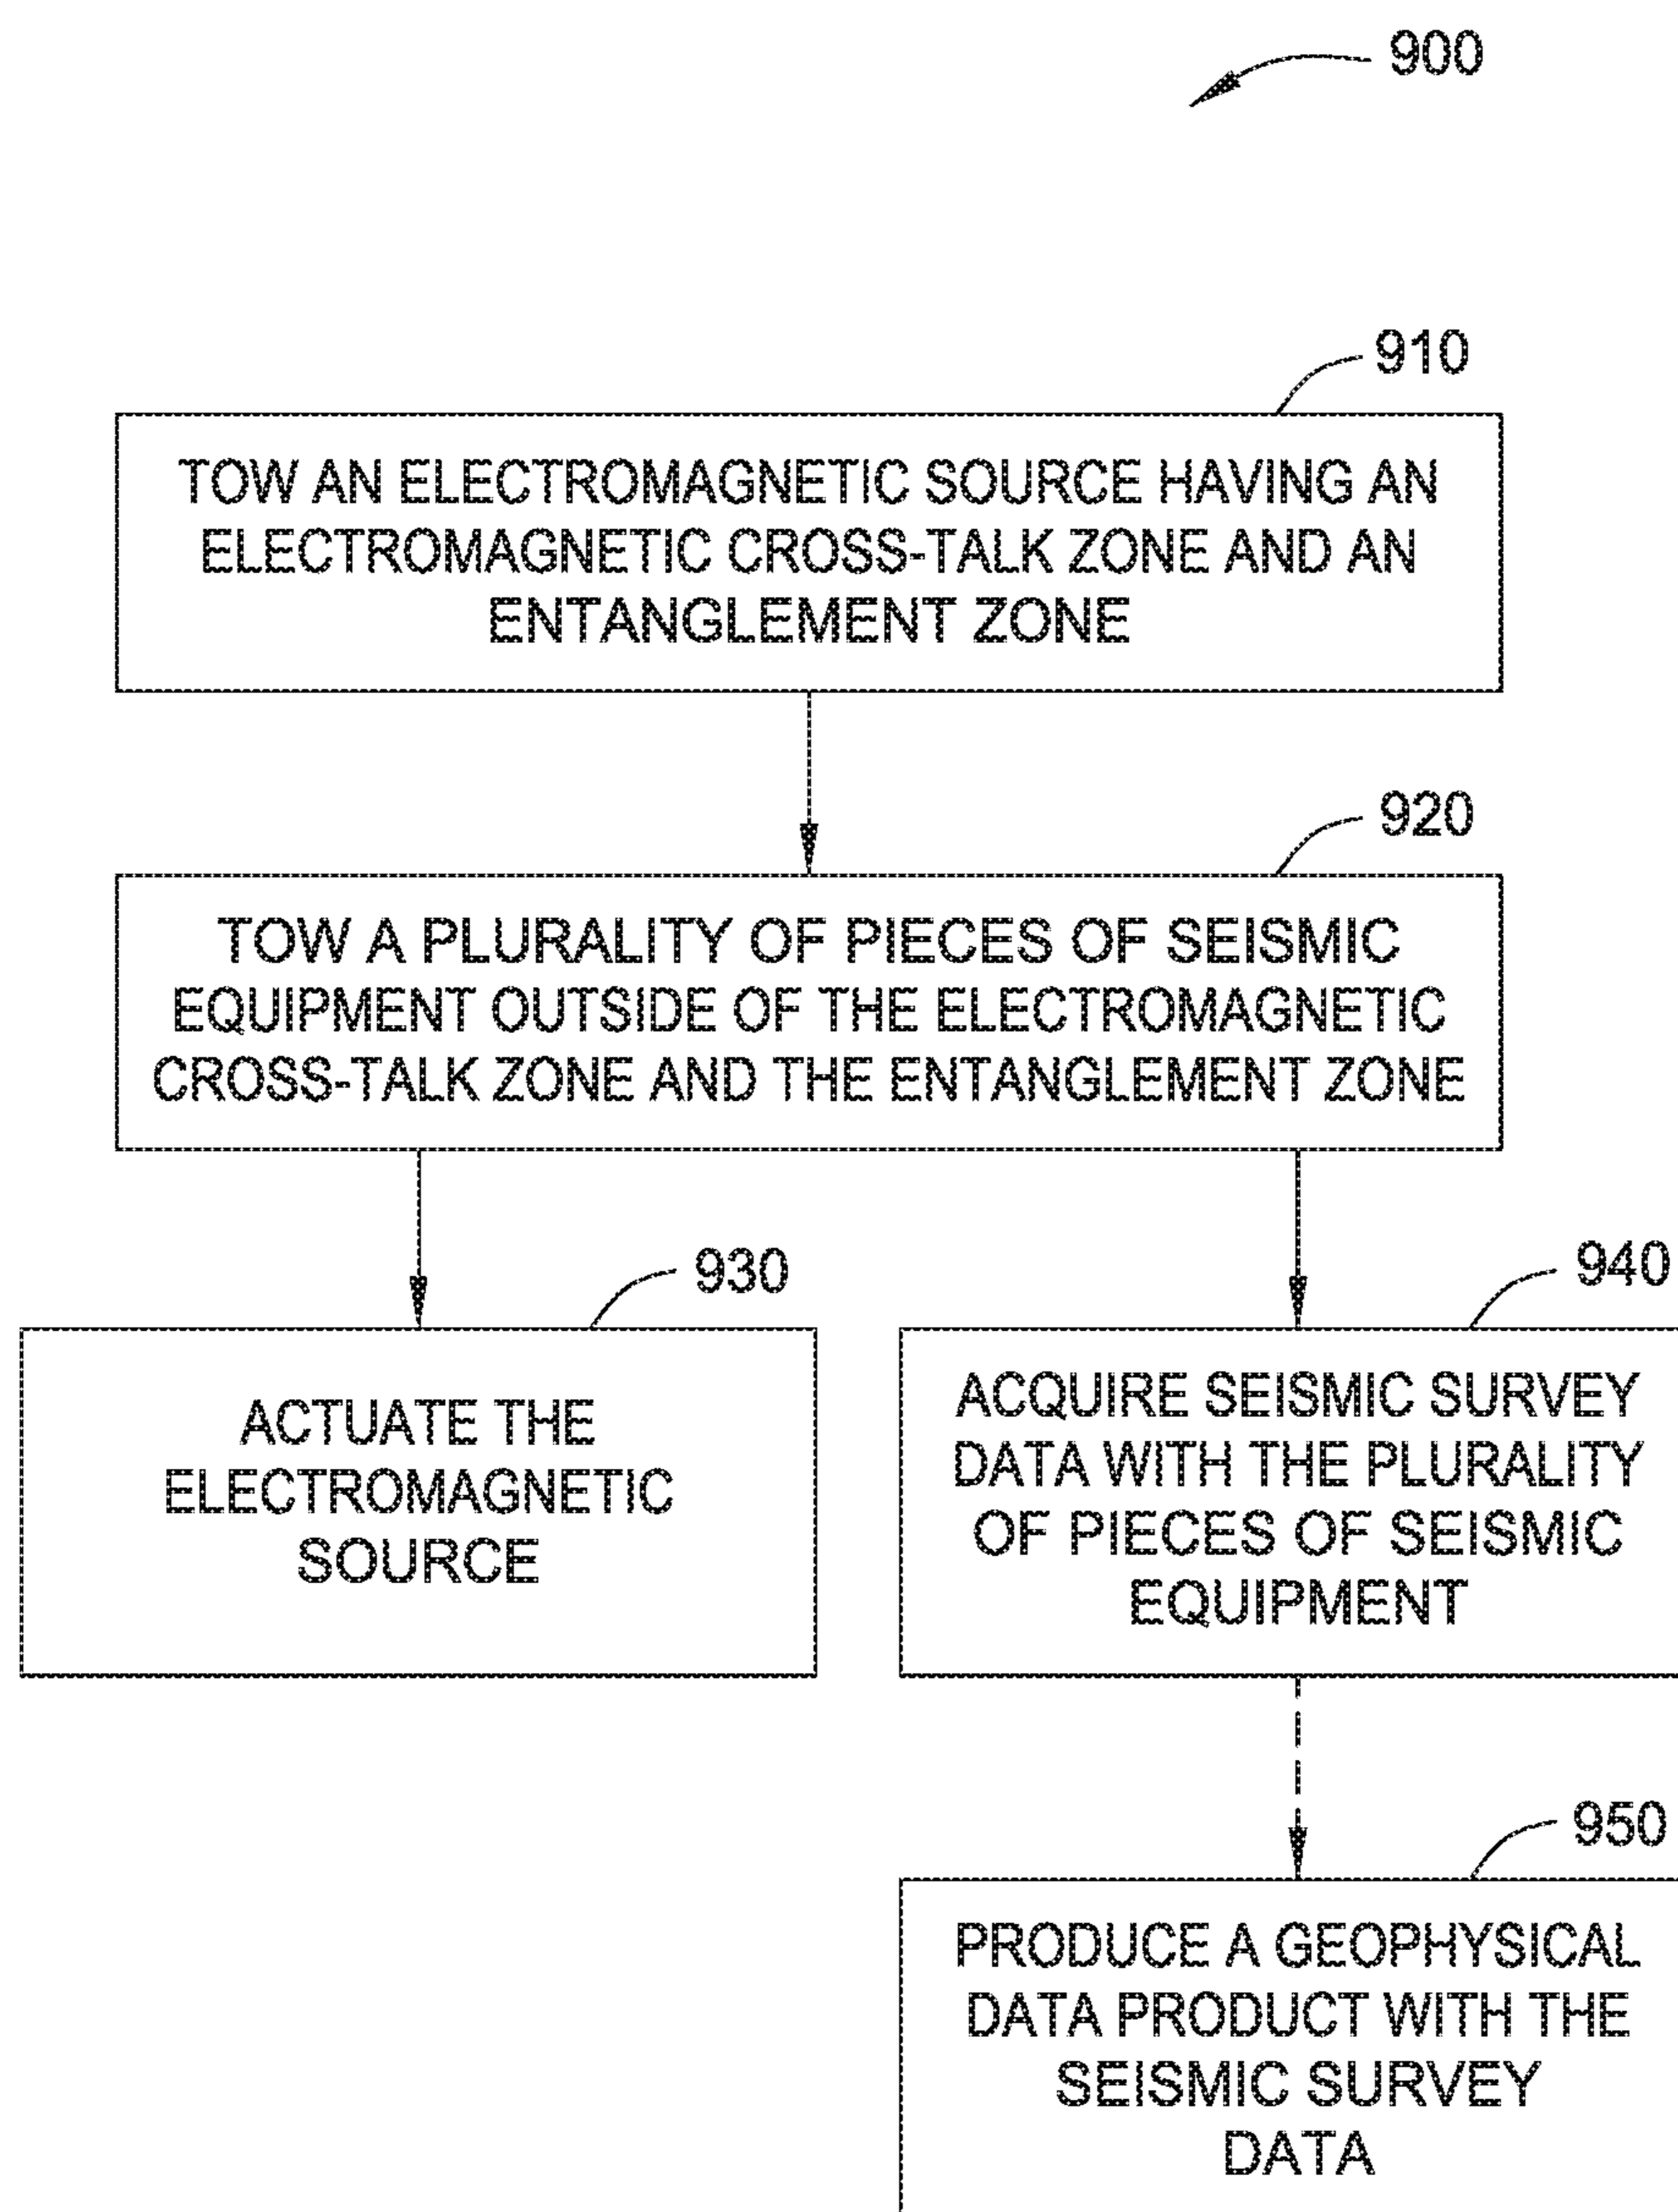 900
910
TOW AN ELECTROMAGNETIC SOURCE HAVING AN
ELECTROMAGNETIC CROSS-TALK ZONE AND AN
ENTANGLEMENT ZONE
920
TOW A PLURALITY OF PIECES OF SEISMIC
EQUIPMENT OUTSIDE OF THE ELECTROMAGNETIC
CROSS-TALK ZONE AND THE ENTANGLEMENT ZONE
930
ACTUATE THE
ELECTROMAGNETIC
SOURCE
940
ACQUIRE SEISMIC SURVEY
DATA WITH THE PLURALITY
OF PIECES OF SEISMIC
EQUIPMENT
950
PRODUCE A GEOPHYSICAL
DATA PRODUCT WITH THE
SEISMIC SURVEY
DATA